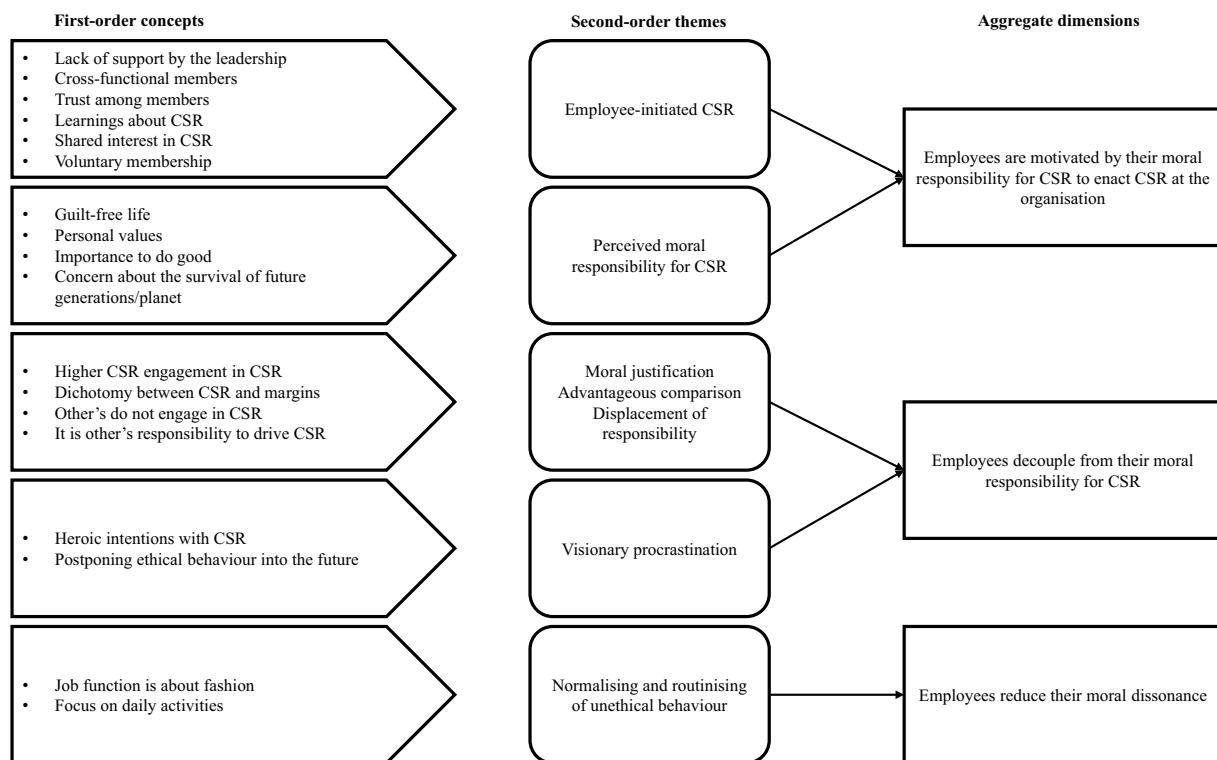 First-order concepts
Second-order themes
Aggregate dimensions
• Lack of support by the leadership
• Cross-functional members
• Trust among members
• Learnings about CSR
• Shared interest in CSR
• Voluntary membership
Employee-initiated CSR
Employees are motivated by their moral
responsibility for CSR to enact CSR at the
organisation
• Guilt-free life
• Personal values
• Importance to do good
• Concern about the survival of future
generations/planet
Perceived moral
responsibility for CSR
• Higher CSR engagement in CSR
• Dichotomy between CSR and margins
• Other’s do not engage in CSR
• It is other’s responsibility to drive CSR
Moral justification
Advantageous comparison
Displacement of
responsibility
Employees decouple from their moral
responsibility for CSR
• Heroic intentions with CSR
• Postponing ethical behaviour into the future
Visionary procrastination
• Job function is about fashion
• Focus on daily activities
Normalising and routinising
of unethical behaviour
Employees reduce their moral dissonance